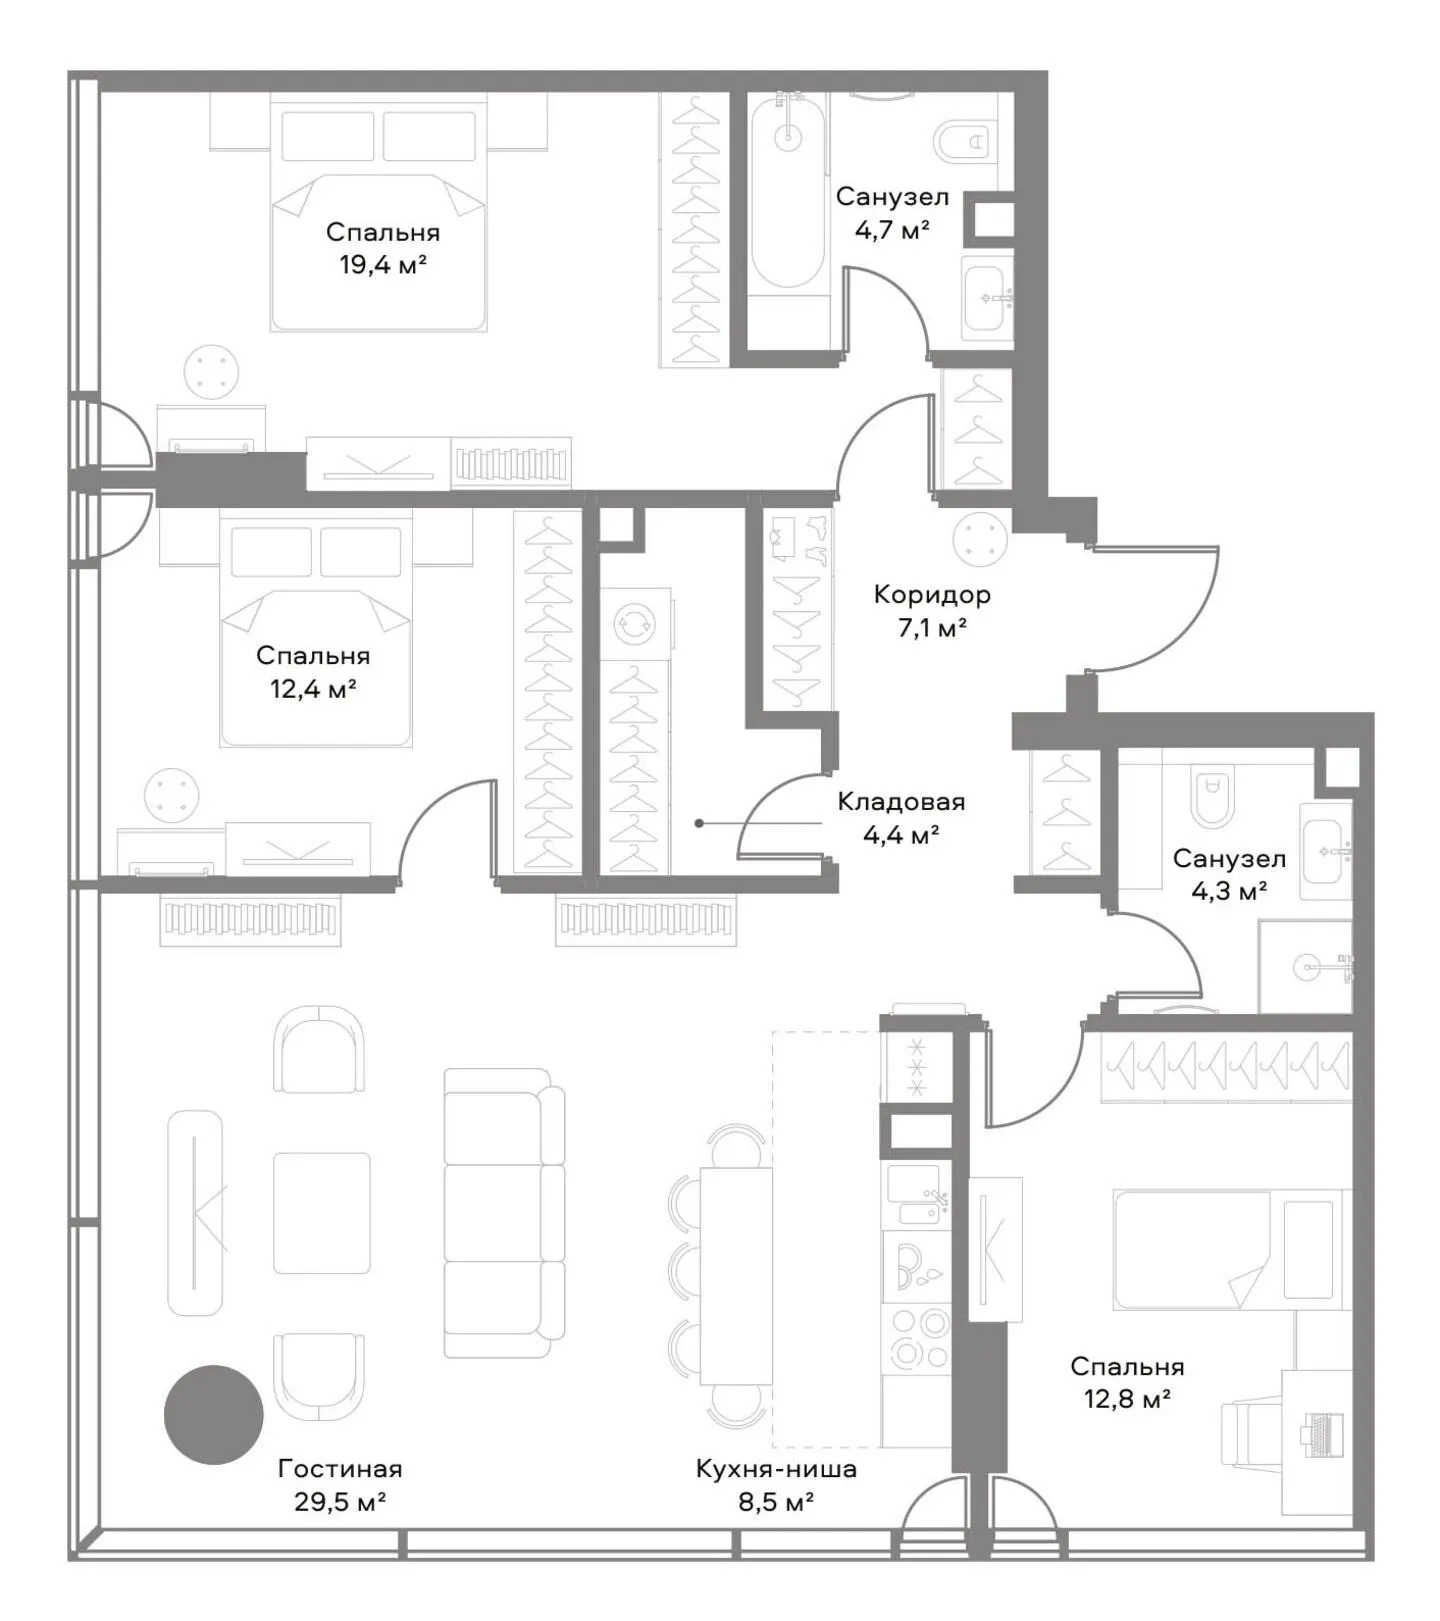 Санузел
4,7 м²
Спальня
19,4 м²
Коридор
7,1 м²
Спальня
12,4 м²
Кладовая
4,4 м²
Санузел
4,3 м²
Спальня
12,8 м²
Гостиная
29,5 м²
Кухня-ниша
8,5 м²